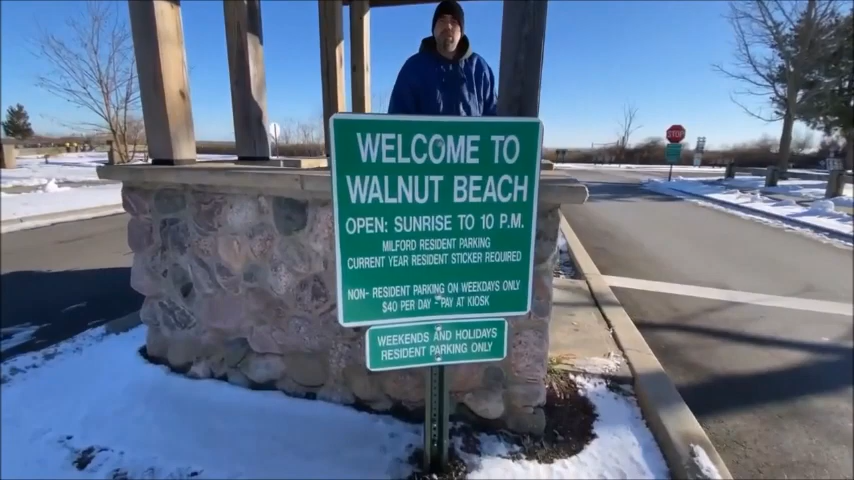 WELCOME TO
WALNUT BEACH
OPEN: SUNRISE TO 10 P.M.
MILFORD RESIDENT PARKING
CURRENT YEAR RESIDENT STICKER REQUIRED
NON- RESIDENT PARKING ON WEEKDAYS ONLY
$40 PER DAY - PAY AT KIOSK
WEEKENDS AND HOLIDAYS
RESIDENT PARKING ONLY
STOP